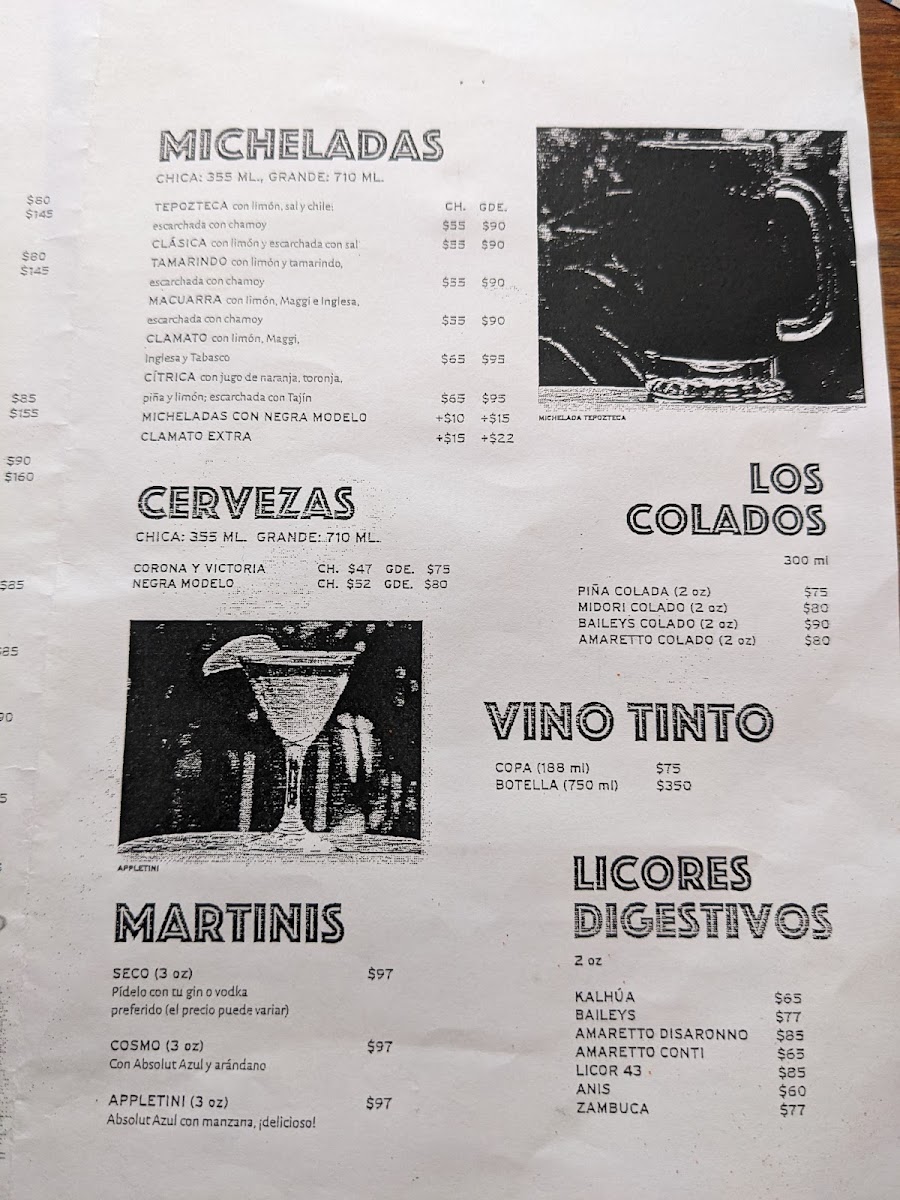 $80
$145
$80
$145
$85
$155
$90
$160
$85
MICHELADAS
CHICA: 355 ML., GRANDE: 710 ML.
CH. GDE.
TEPOZTECA con limón, sal y chile;
escarchada con chamoy $55 $90
CLÁSICA con limón y escarchada con sal $55 $90
TAMARINDO con limón y tamarindo,
escarchada con chamoy $55 $90
MACUARRA con limón, Maggi e Inglesa,
escarchada con chamoy $55 $90
CLAMATO con limón, Maggi,
Inglesa y Tabasco $65 $95
CÍTRICA con jugo de naranja, toronja,
piña y limón; escarchada con Tajín $65 $95
MICHELADAS CON NEGRA MODELO +$10 +$15
CLAMATO EXTRA +$15 +$22
MICHELADA TEPOZTECA
CERVEZAS
CHICA: 355 ML. GRANDE: 710 ML.
CORONA Y VICTORIA CH. $47 GDE. $75
NEGRA MODELO CH. $52 GDE. $80
APPLETINI
MARTINIS
SECO (3 oz) $97
Pídelo con tu gin o vodka
preferido (el precio puede variar)
COSMO (3 oz) $97
Con Absolut Azul y arándano
APPLETINI (3 oz) $97
Absolut Azul con manzana, ¡delicioso!
LOS
COLADOS
300 ml
PIÑA COLADA (2 oz) $75
MIDORI COLADO (2 oz) $80
BAILEYS COLADO (2 oz) $90
AMARETTO COLADO (2 oz) $80
VINO TINTO
COPA (188 ml) $75
BOTELLA (750 ml) $350
LICORES
DIGESTIVOS
2 oz
KALHÚA $65
BAILEYS $77
AMARETTO DISARONNO $85
AMARETTO CONTI $65
LICOR 43 $85
ANIS $60
ZAMBUCA $77